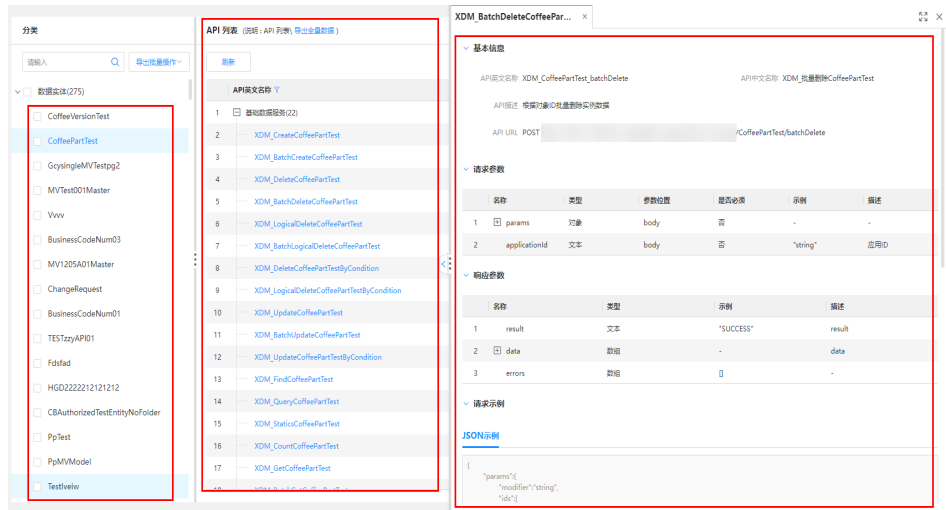 分类
请输入
导出批量操作
数据实体(275)
CoffeeVersionTest
CoffeePartTest
GcysingleMVTestpg2
MVTest001Master
Vvvv
BusinessCodeNum03
MV1205A01Master
ChangeRequest
BusinessCodeNum01
TESTzzyAPI01
Fdsfad
HGD2222212121212
CBAuthorizedTestEntityNoFolder
PpTest
PpMVModel
TestIveiw
API 列表 (说明 : API 列表\ 导出全量数据 )
刷新
API英文名称
1 基础数据服务(22)
2 XDM_CreateCoffeePartTest
3 XDM_BatchCreateCoffeePartTest
4 XDM_DeleteCoffeePartTest
5 XDM_BatchDeleteCoffeePartTest
6 XDM_LogicalDeleteCoffeePartTest
7 XDM_BatchLogicalDeleteCoffeePartTest
8 XDM_DeleteCoffeePartTestByCondition
9 XDM_LogicalDeleteCoffeePartTestByCondition
10 XDM_UpdateCoffeePartTest
11 XDM_BatchUpdateCoffeePartTest
12 XDM_UpdateCoffeePartTestByCondition
13 XDM_FindCoffeePartTest
14 XDM_QueryCoffeePartTest
15 XDM_StaticsCoffeePartTest
16 XDM_CountCoffeePartTest
17 XDM_GetCoffeePartTest
XDM_BatchDeleteCoffeePar... ×
基本信息
API英文名称 XDM_CoffeePartTest_batchDelete API中文名称 XDM_批量删除CoffeePartTest
API描述 根据对象ID批量删除实例数据
API URL POST /CoffeePartTest/batchDelete
请求参数
名称 类型 参数位置 是否必须 示例 描述
1 params 对象 body 否 - -
2 applicationId 文本 body 否 "string" 应用ID
响应参数
名称 类型 示例 描述
1 result 文本 "SUCCESS" result
2 data 数组 - data
3 errors 数组 [] -
请求示例
JSON示例
{
"params":{
"modifier":"string",
"ids":[